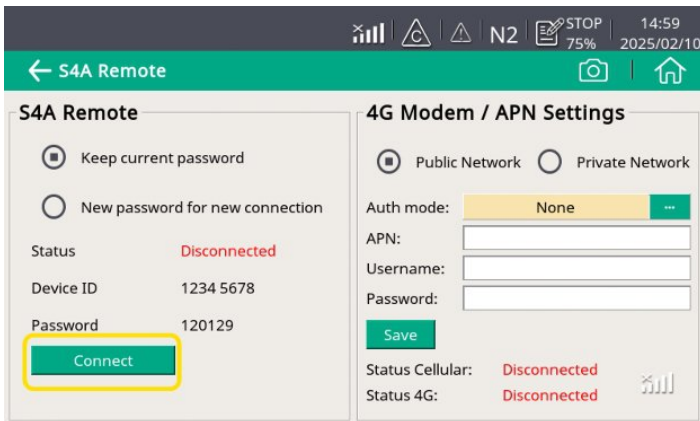 N2 STOP 14:59
75% 2025/02/10
S4A Remote
S4A Remote
Keep current password
New password for new connection
Status Disconnected
Device ID 1234 5678
Password 120129
Connect
4G Modem / APN Settings
Public Network Private Network
Auth mode: None ...
APN:
Username:
Password:
Save
Status Cellular: Disconnected
Status 4G: Disconnected